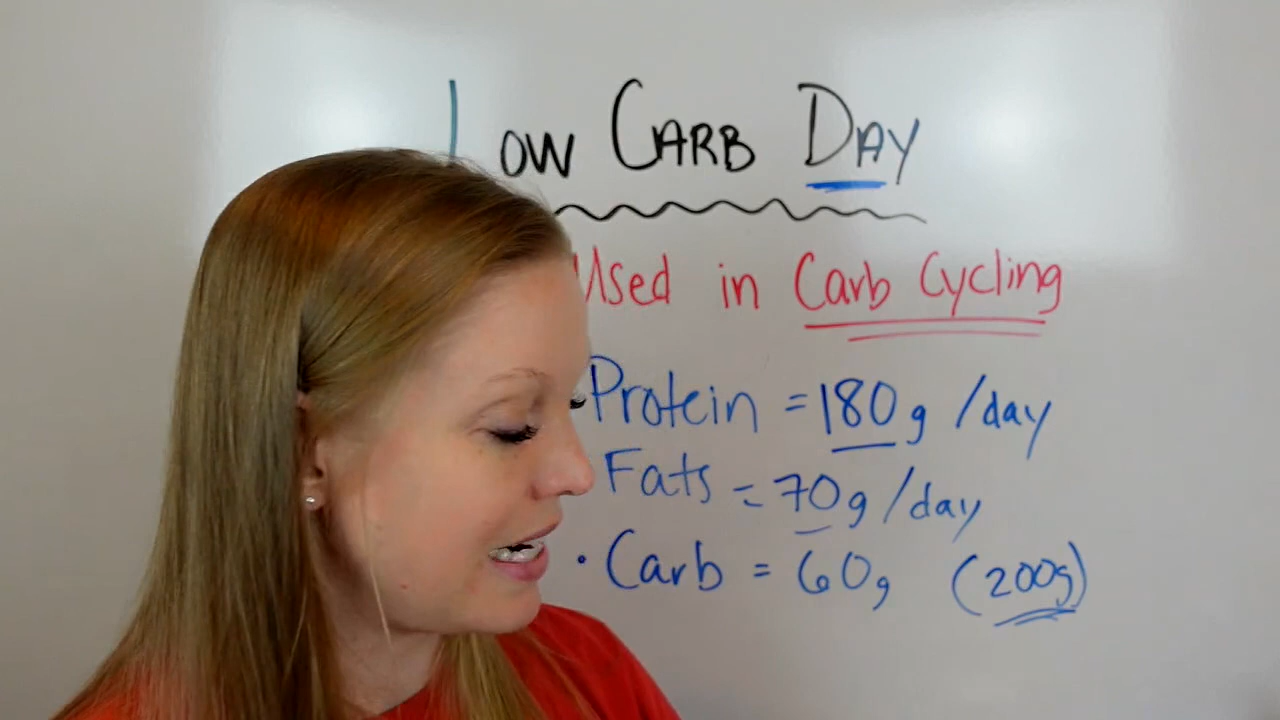 LOW CARB DAY
Used in Carb Cycling
Protein = 180g /day
Fats = 70g /day
• Carb = 60g (200g)